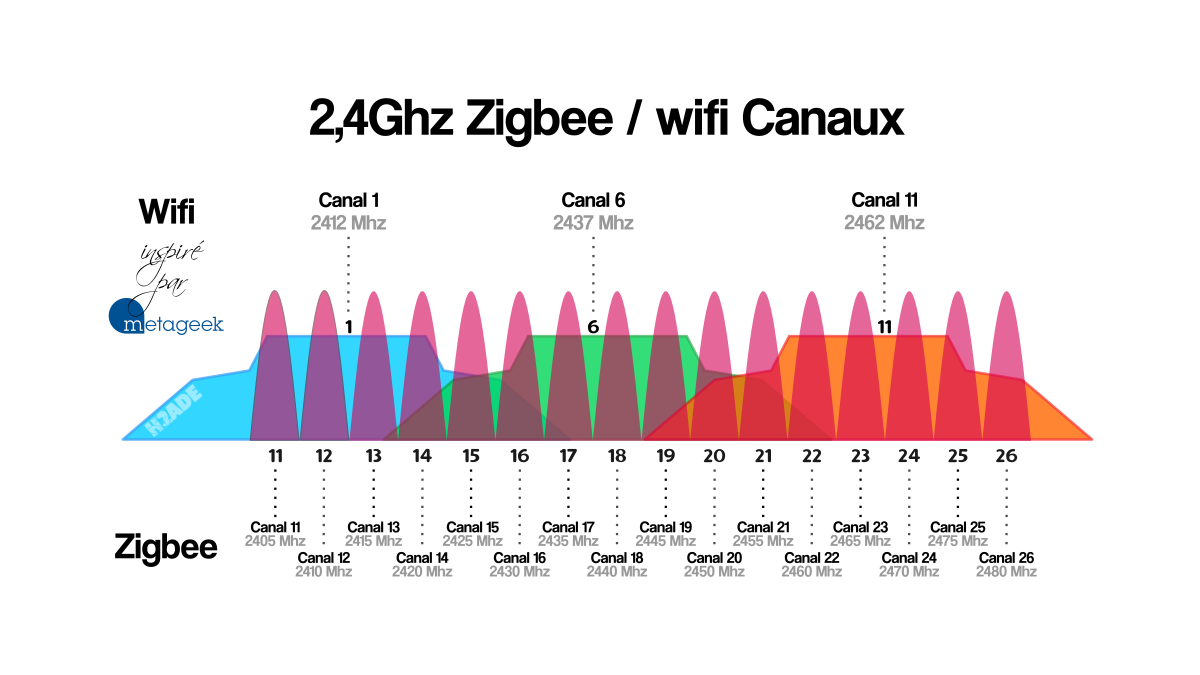 2,4Ghz Zigbee / wifi Canaux
Wifi
inspiré
par
metageek
Canal 1
2412 Mhz
Canal 6
2437 Mhz
Canal 11
2462 Mhz
1
6
11
H2ADE
11 12 13 14 15 16 17 18 19 20 21 22 23 24 25 26
Zigbee
Canal 11
2405 Mhz
Canal 12
2410 Mhz
Canal 13
2415 Mhz
Canal 14
2420 Mhz
Canal 15
2425 Mhz
Canal 16
2430 Mhz
Canal 17
2435 Mhz
Canal 18
2440 Mhz
Canal 19
2445 Mhz
Canal 20
2450 Mhz
Canal 21
2455 Mhz
Canal 22
2460 Mhz
Canal 23
2465 Mhz
Canal 24
2470 Mhz
Canal 25
2475 Mhz
Canal 26
2480 Mhz